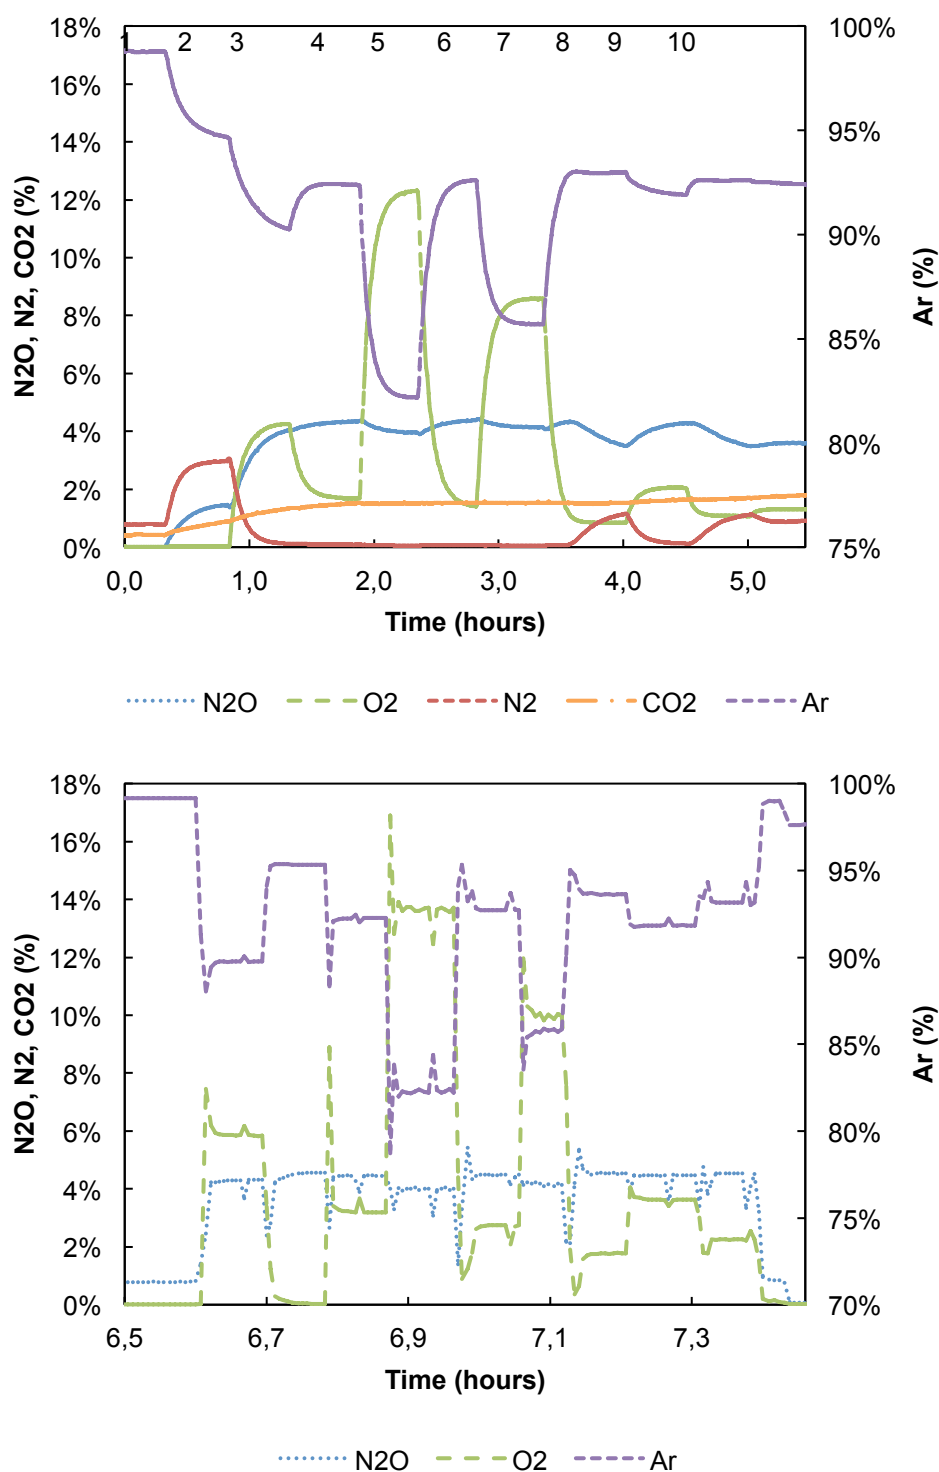 18% 1 2 3 4 5 6 7 8 9 10 100%
16%
14%
12%
10%
8%
6%
4%
2%
0%
95%
90%
85%
80%
75%
N2O, N2, CO2 (%)
Ar (%)
0,0 1,0 2,0 3,0 4,0 5,0
Time (hours)
N2O O2 N2 CO2 Ar
18%
16%
14%
12%
10%
8%
6%
4%
2%
0%
100%
95%
90%
85%
80%
75%
70%
N2O, N2, CO2 (%)
Ar (%)
6,5 6,7 6,9 7,1 7,3
Time (hours)
N2O O2 Ar